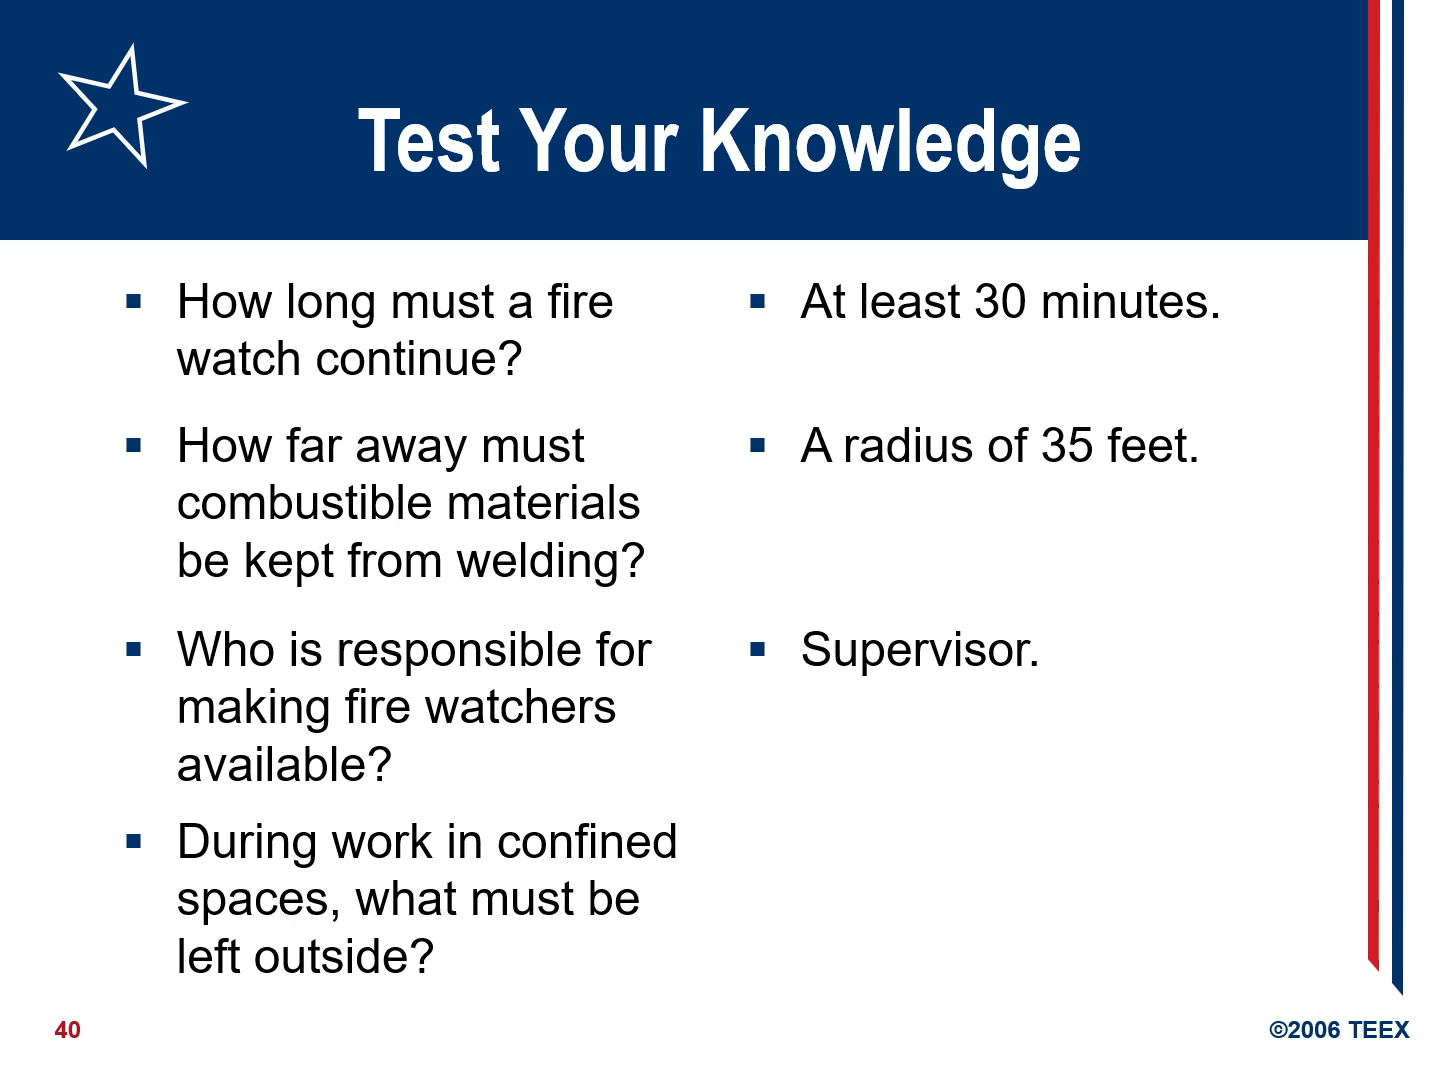 Test Your Knowledge
▪ How long must a fire
watch continue?
▪ At least 30 minutes.
▪ How far away must
combustible materials
be kept from welding?
▪ A radius of 35 feet.
▪ Who is responsible for
making fire watchers
available?
▪ Supervisor.
▪ During work in confined
spaces, what must be
left outside?
40
©2006 TEEX